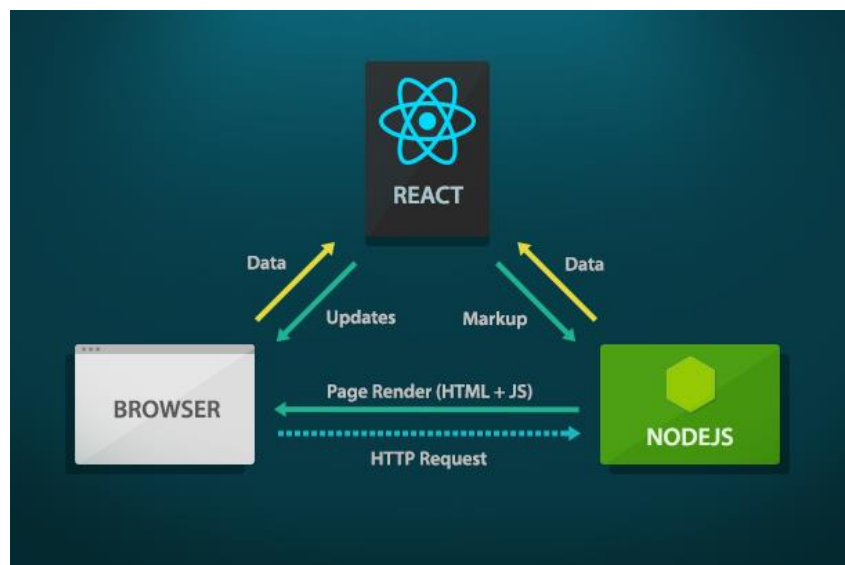 REACT
Data
Data
Updates
Markup
BROWSER
Page Render (HTML + JS)
HTTP Request
NODEJS